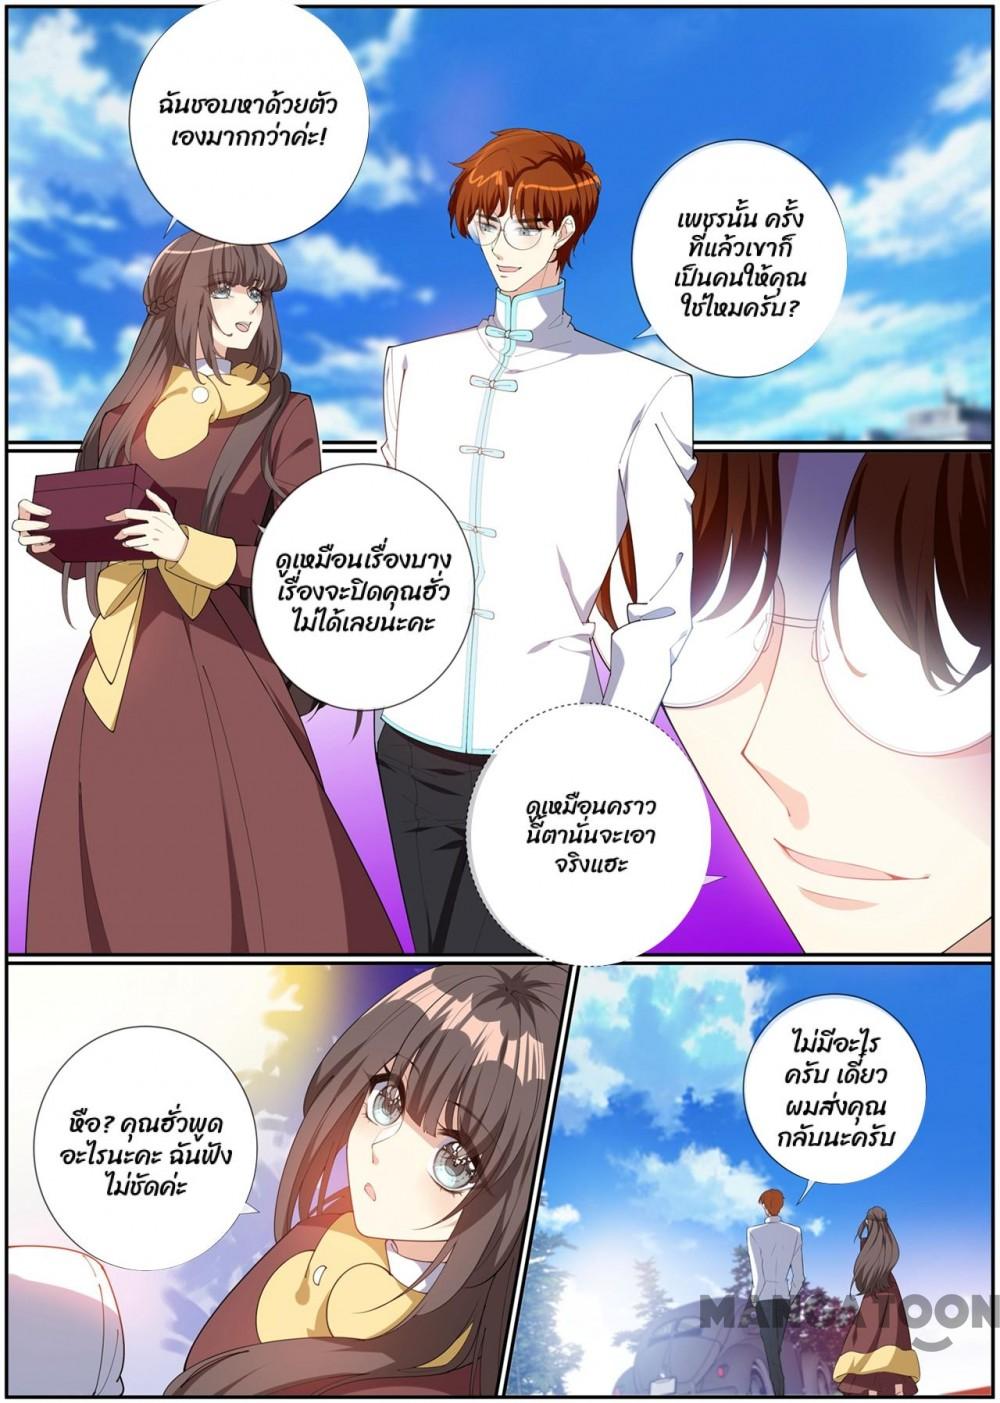 ฉันชอบหาด้วยตัว
เองมากกว่าค่ะ!
เพชรนั้น ครั้ง
ที่แล้วเขาก็
เป็นคนให้คุณ
ใช่ไหมครับ?
ดูเหมือนเรื่องบาง
เรื่องจะปิดคุณฮั่ว
ไม่ได้เลยนะคะ
ดูเหมือนคราว
นี้ตานั่นจะเอา
จริงแฮะ
หือ? คุณฮั่วพูด
อะไรนะคะ ฉันฟัง
ไม่ชัดค่ะ
ไม่มีอะไร
ครับ เดี๋ยว
ผมส่งคุณ
กลับนะครับ
MANGATOON